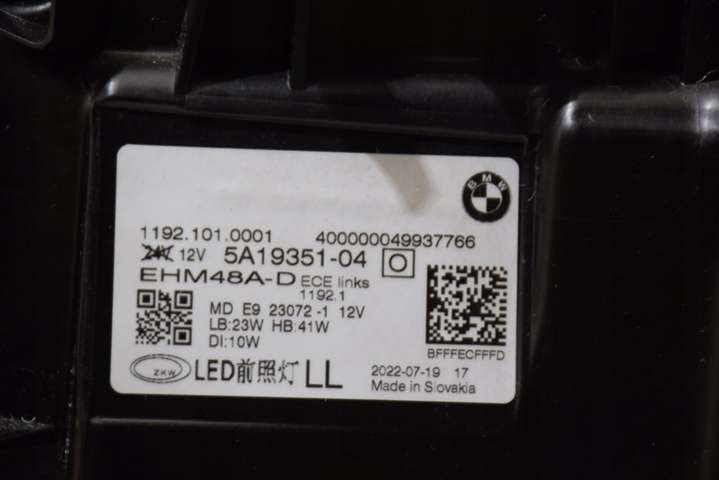 BMW
1192.101.0001 400000049937766
24V 12V 5A19351-04 O
EHM48A-D ECE links
1192.1
MD E9 23072 -1 12V
LB:23W HB:41W
DI:10W
BFFFECFFFD
ZKW LED前照灯 LL
2022-07-19 17
Made in Slovakia